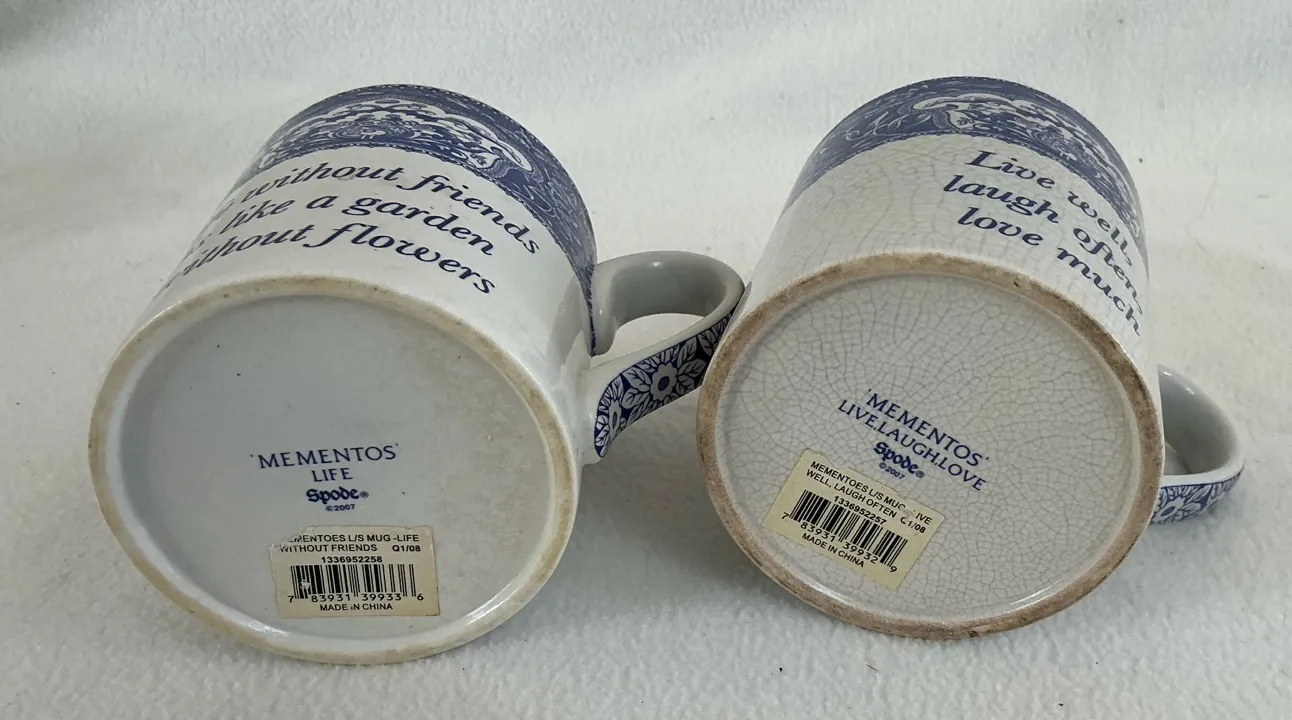 without friends
like a garden
without flowers
'MEMENTOS'
LIFE
Spode®
©2007
MENTOES L/S MUG -LIFE
WITHOUT FRIENDS Q1/08
1336952258
7 83931 39933 6
MADE IN CHINA
Live well,
laugh often,
love much
'MEMENTOS'
LIVE,LAUGH,LOVE
Spode®
©2007
MEMENTOES L/S MUG IVE
WELL, LAUGH OFTEN Q1/08
1336952257
7 83931 39932 9
MADE IN CHINA